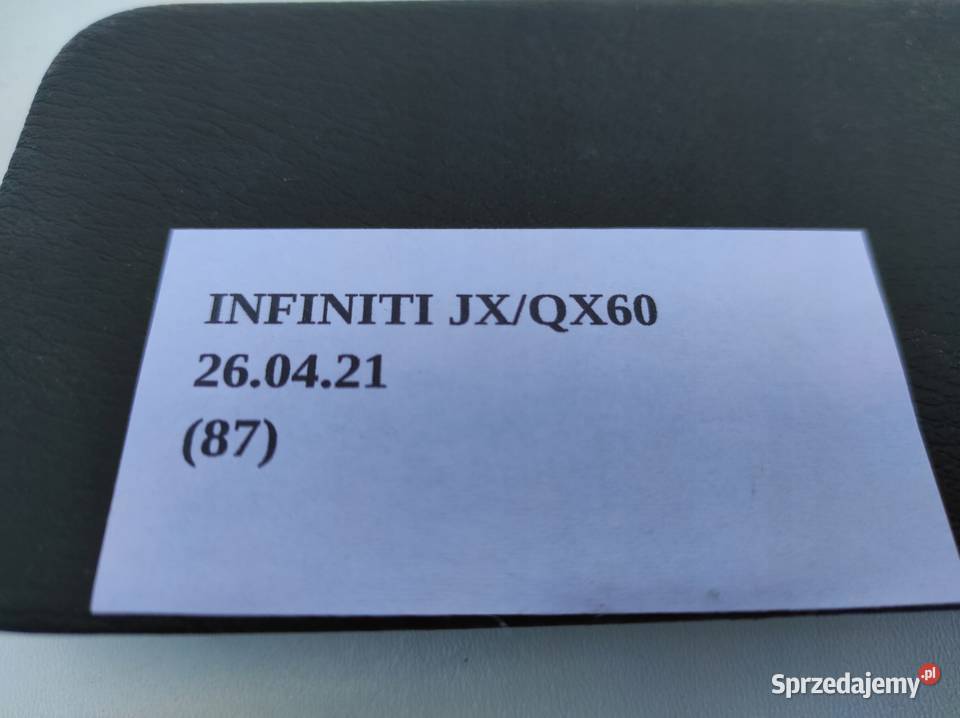 INFINITI JX/QX60
26.04.21
(87)
Sprzedajemy.pl